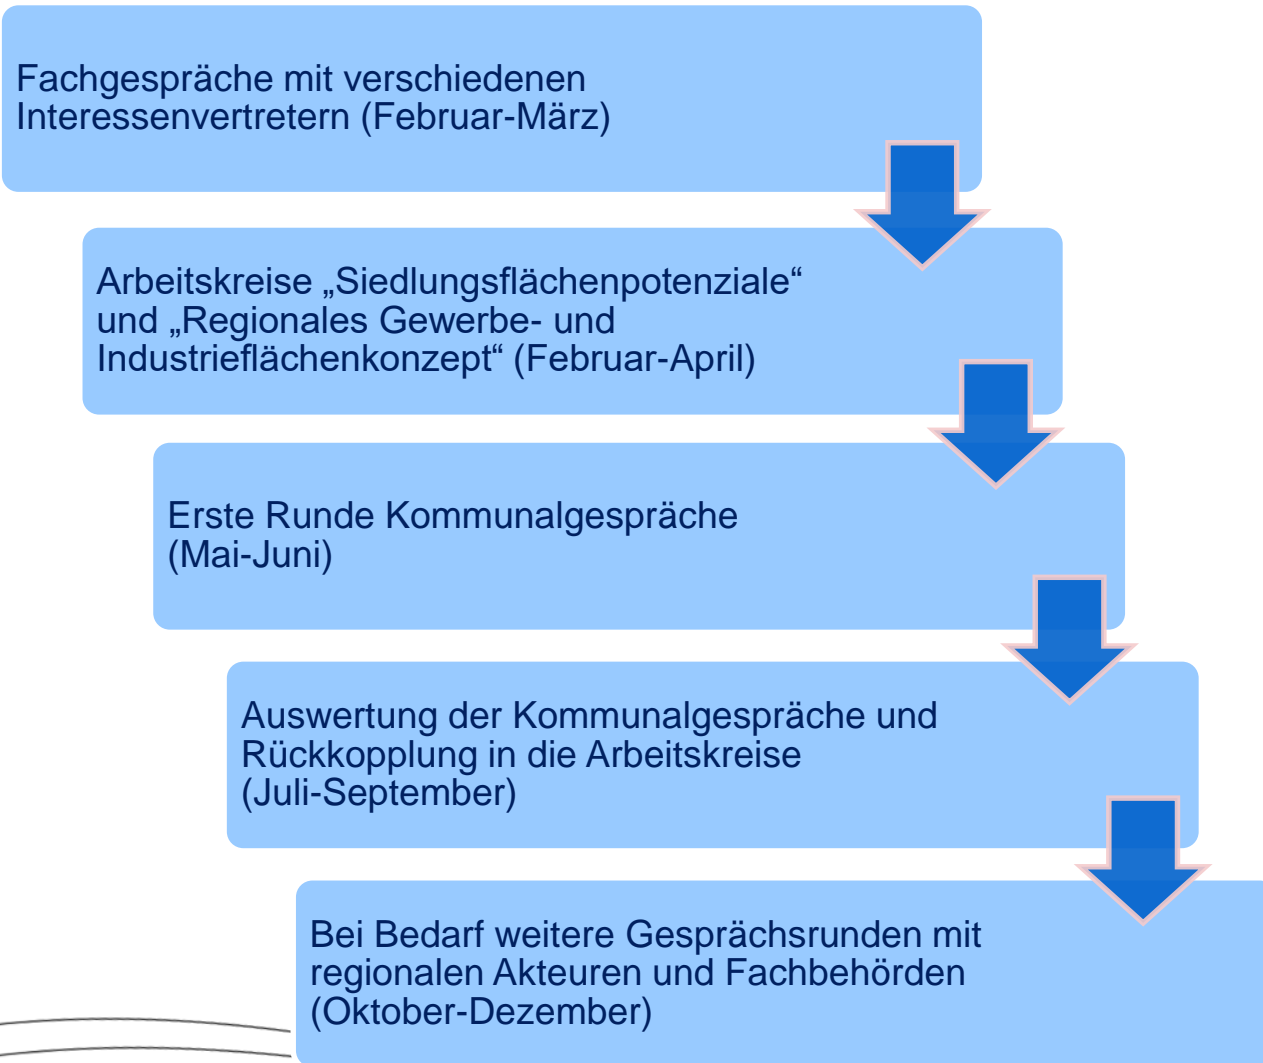 Fachgespräche mit verschiedenen
Interessenvertretern (Februar-März)
Arbeitskreise „Siedlungsflächenpotenziale“
und „Regionales Gewerbe- und
Industrieflächenkonzept“ (Februar-April)
Erste Runde Kommunalgespräche
(Mai-Juni)
Auswertung der Kommunalgespräche und
Rückkopplung in die Arbeitskreise
(Juli-September)
Bei Bedarf weitere Gesprächsrunden mit
regionalen Akteuren und Fachbehörden
(Oktober-Dezember)